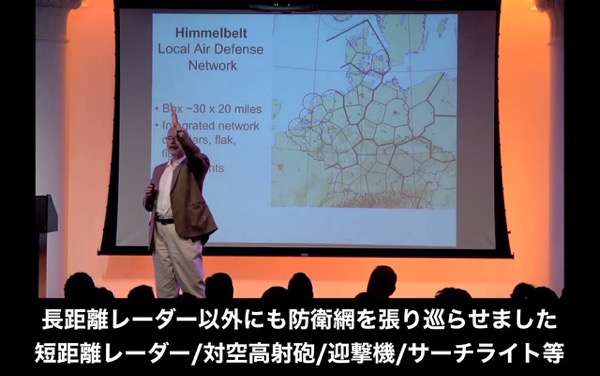 Himmelbelt
Local Air Defense
Network
• Box ~30 x 20 miles
• Integrated network
flak,
長距離レーダー以外にも防衛網を張り巡らせました
短距離レーダー/対空高射砲/迎撃機/サーチライト等